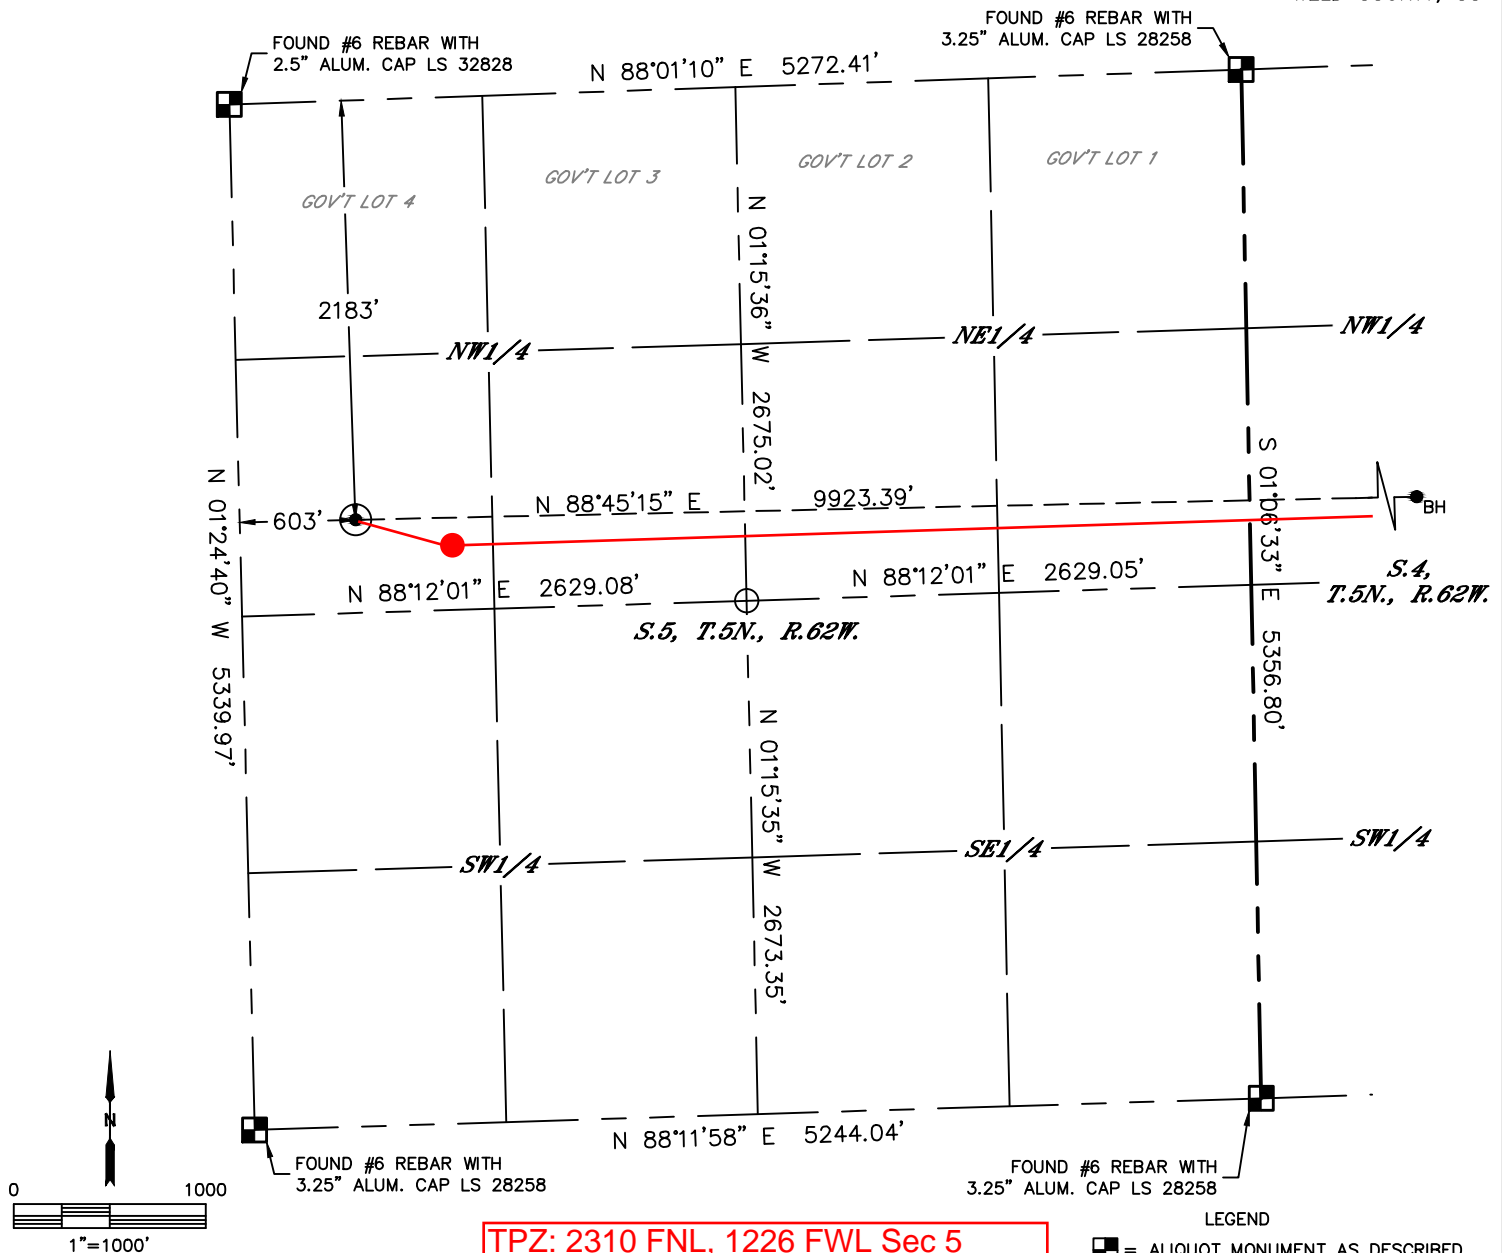 FOUND #6 REBAR WITH
3.25" ALUM. CAP LS 28258
FOUND #6 REBAR WITH
2.5" ALUM. CAP LS 32828
N 88°01'10" E 5272.41'
GOV'T LOT 4
GOV'T LOT 3
GOV'T LOT 2
GOV'T LOT 1
N 01°15'36" W 2675.02'
2183'
NW1/4
NE1/4
NW1/4
N 01°24'40" W 5339.97'
603'
N 88°45'15" E 9923.39'
S 01°06'33" E 5356.80'
BH
N 88°12'01" E 2629.08'
N 88°12'01" E 2629.05'
S.4,
T.5N., R.62W.
S.5, T.5N., R.62W.
N 01°15'35" W 2673.35'
SW1/4
SE1/4
SW1/4
N
N 88°11'58" E 5244.04'
FOUND #6 REBAR WITH
3.25" ALUM. CAP LS 28258
FOUND #6 REBAR WITH
3.25" ALUM. CAP LS 28258
0 1000
1"=1000'
TPZ: 2310 FNL, 1226 FWL Sec 5
LEGEND
= ALIQUOT MONUMENT AS DESCRIBED